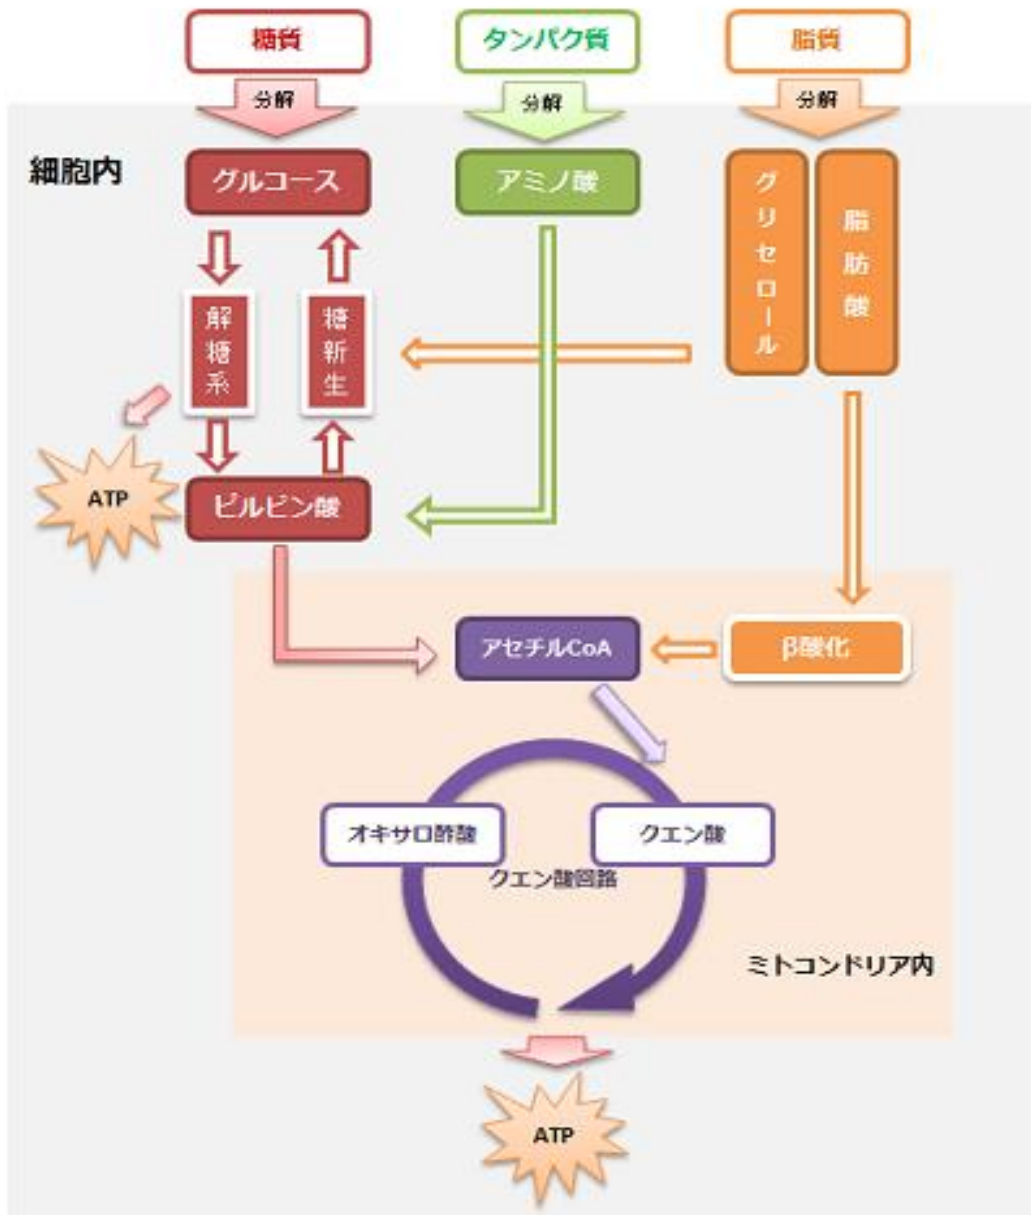 糖質
タンパク質
脂質
分解
分解
分解
細胞内
グルコース
アミノ酸
グリセロール
脂肪酸
解糖系
糖新生
ATP
ピルビン酸
アセチルCoA
β酸化
オキサロ酢酸
クエン酸
クエン酸回路
ミトコンドリア内
ATP